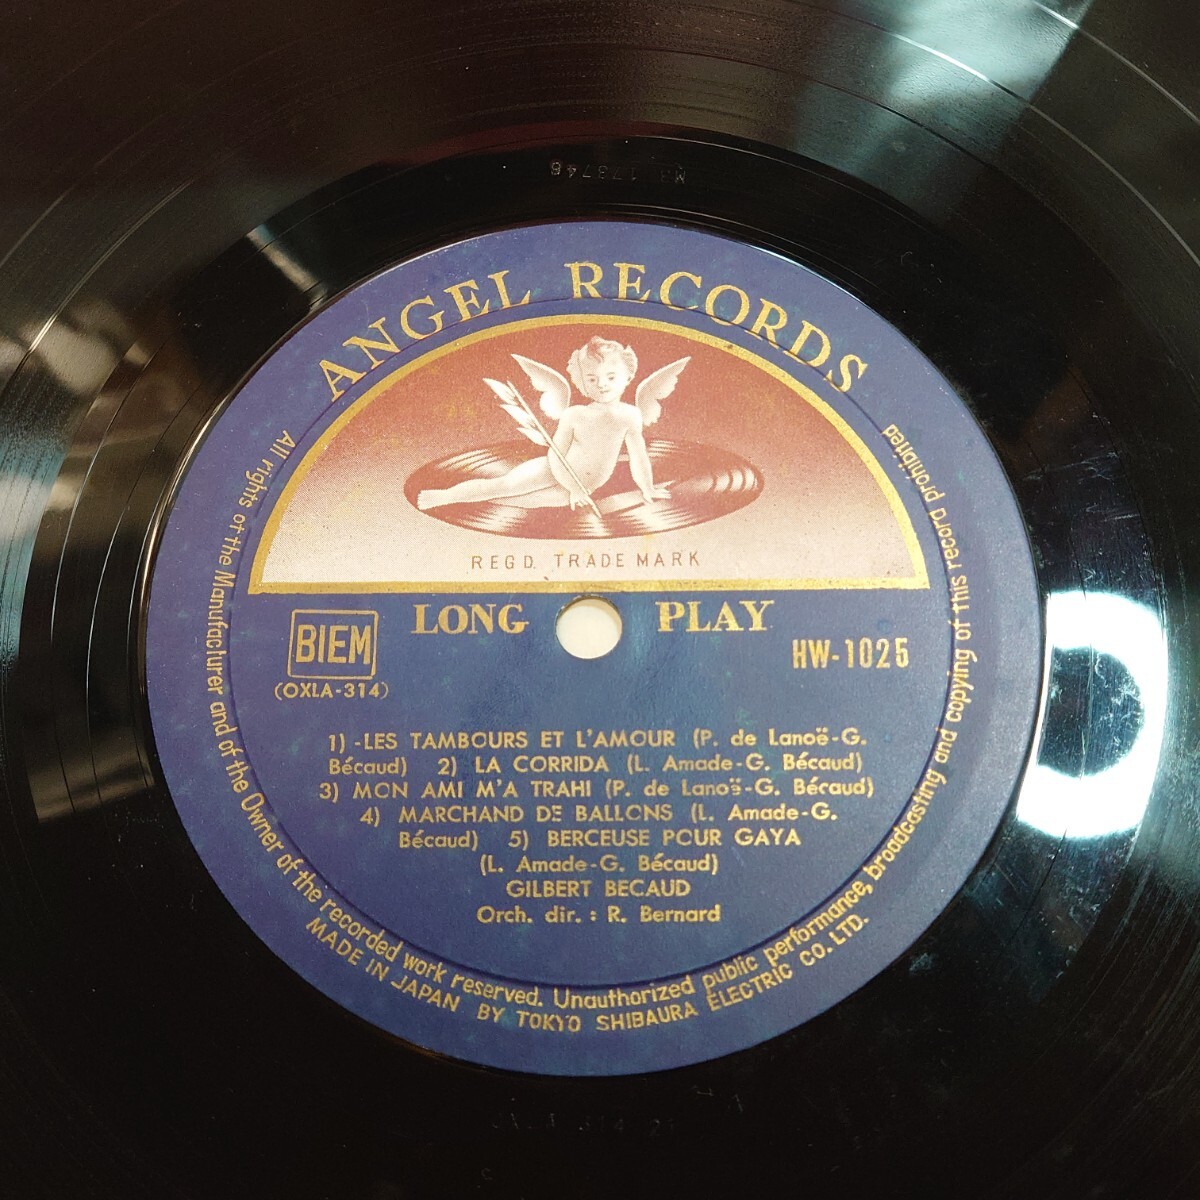 ANGEL RECORDS
REGD. TRADE MARK
LONG PLAY
BIEM
(OXLA-314)
HW-1025
1) -LES TAMBOURS ET L'AMOUR (P. de Lanoë-G.
Bécaud) 2) LA CORRIDA (L. Amade-G. Bécaud)
3) MON AMI M'A TRAHI (P. de Lanoë-G. Bécaud)
4) MARCHAND DE BALLONS (L. Amade-G.
Bécaud) 5) BERCEUSE POUR GAYA
(L. Amade-G. Bécaud)
GILBERT BECAUD
Orch. dir. : R. Bernard
All rights of the Manufacturer and of the Owner of the recorded work reserved. Unauthorized public performance, broadcasting and copying of this record prohibited
MADE IN JAPAN BY TOKYO SHIBAURA ELECTRIC CO. LTD.